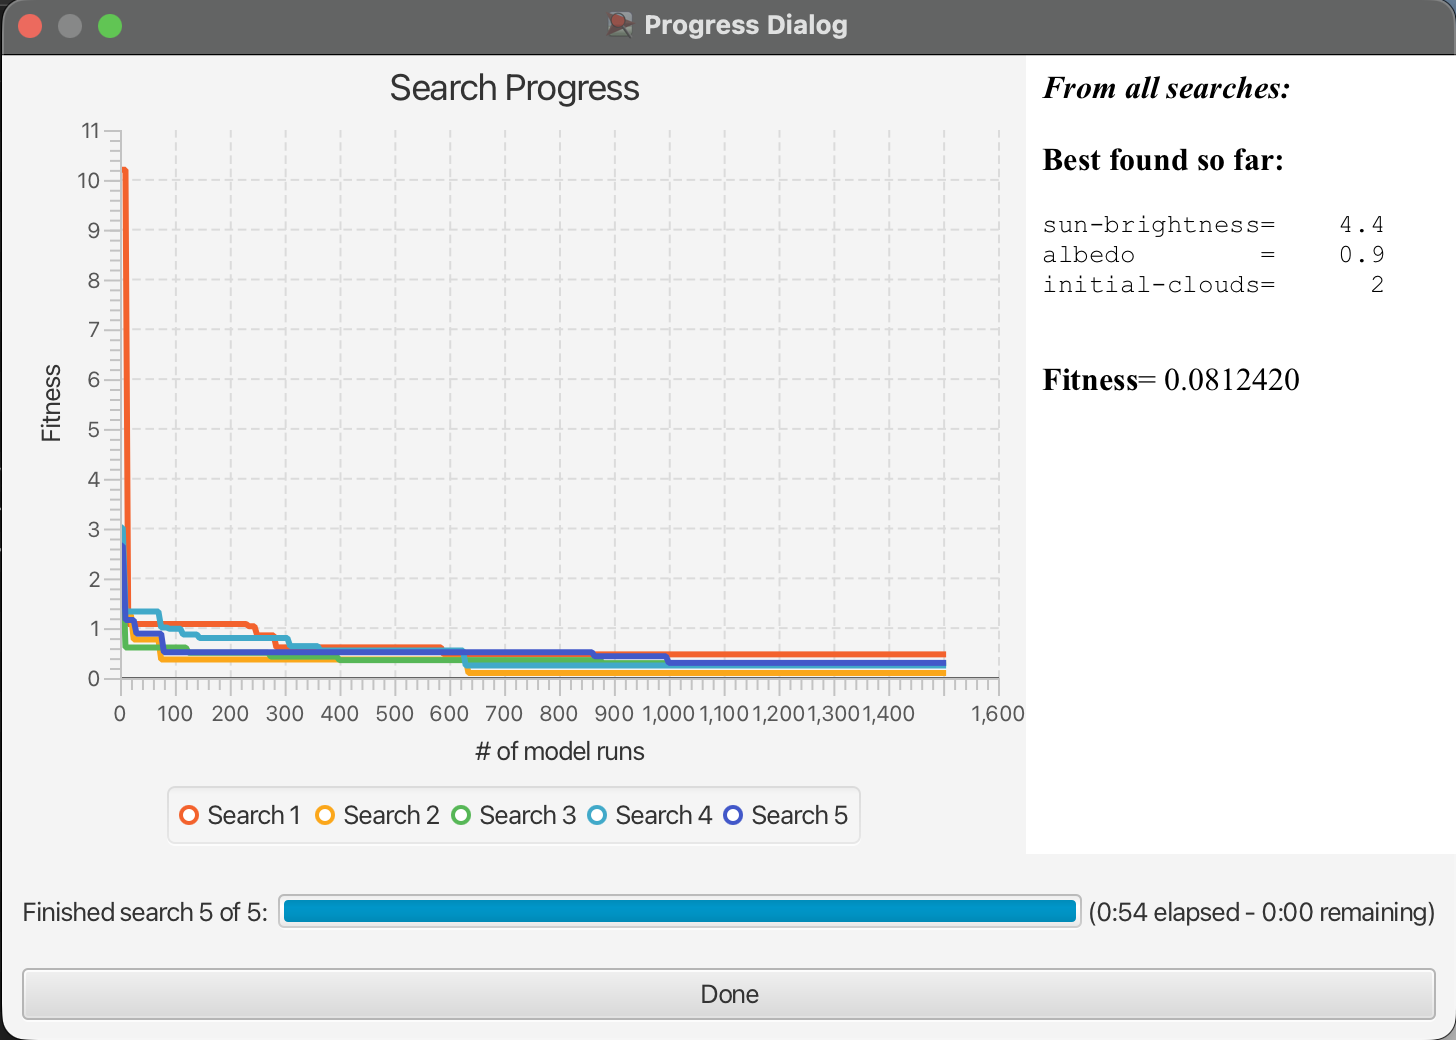 Progress Dialog
Search Progress
From all searches:
Best found so far:
sun-brightness= 4.4
albedo = 0.9
initial-clouds= 2
Fitness= 0.0812420
Fitness
11
10
9
8
7
6
5
4
3
2
1
0
0 100 200 300 400 500 600 700 800 900 1,000 1,100 1,200 1,300 1,400 1,600
# of model runs
Search 1 Search 2 Search 3 Search 4 Search 5
Finished search 5 of 5: (0:54 elapsed - 0:00 remaining)
Done